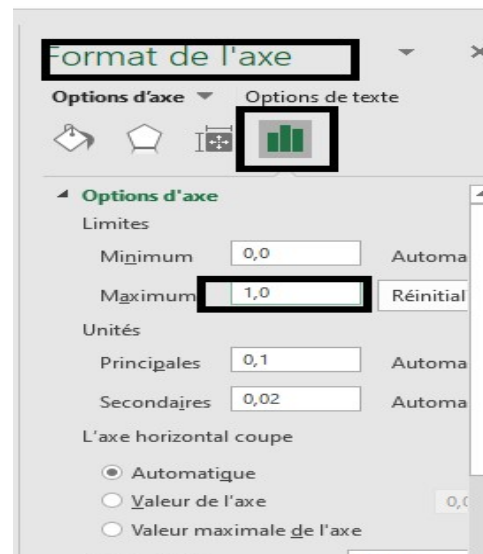 Format de l'axe
Options d'axe Options de texte
Options d'axe
Limites
Minimum 0,0 Automa
Maximum 1,0 Réinitial
Unités
Principales 0,1 Automa
Secondaires 0,02 Automa
L'axe horizontal coupe
Automatique
Valeur de l'axe 0,0
Valeur maximale de l'axe